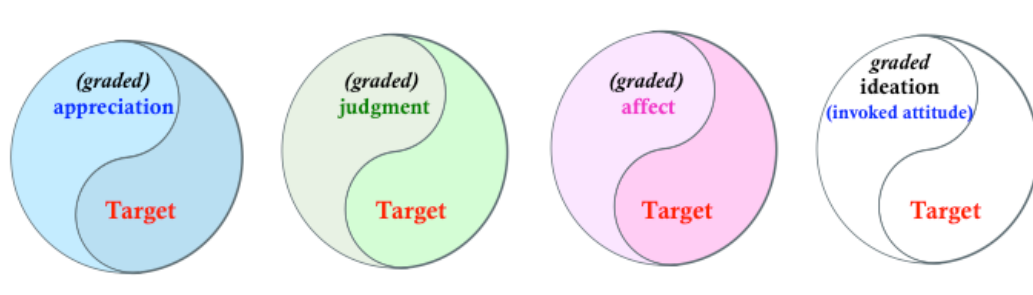 (graded)
appreciation
Target
(graded)
judgment
Target
(graded)
affect
Target
graded
ideation
(invoked attitude)
Target